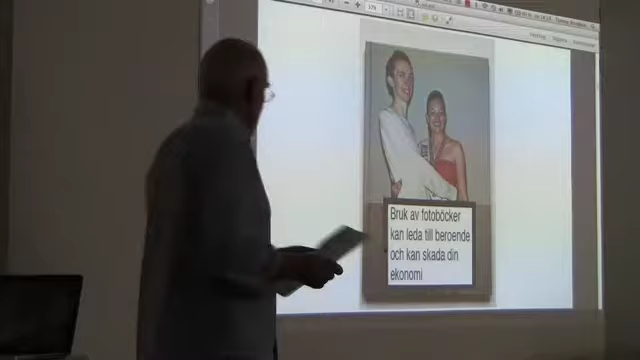 Bruk av fotoböcker
kan leda till beroende
och kan skada din
ekonomi